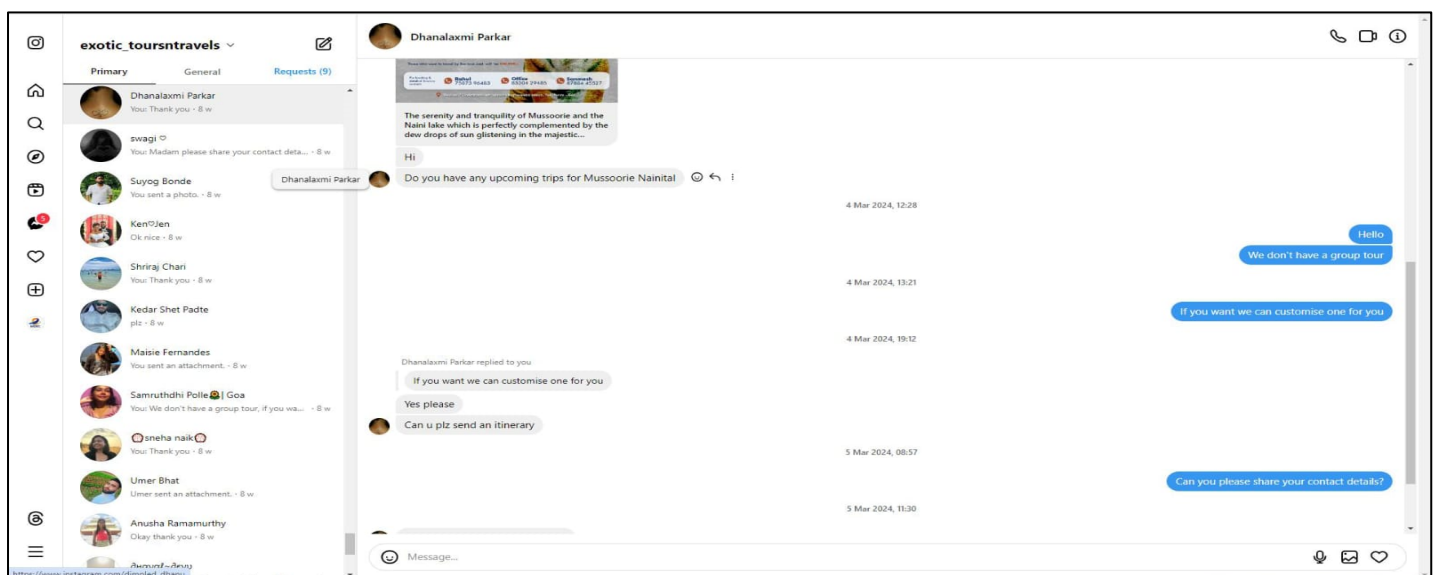 exotic_toursntravels
Primary
General
Requests (9)
Dhanalaxmi Parkar
You: Thank you · 8 w
swagi ♡
You: Madam please share your contact deta... · 8 w
Suyog Bonde
You sent a photo. · 8 w
Dhanalaxmi Parkar
Ken♡Jen
Ok nice · 8 w
Shriraj Chari
You: Thank you · 8 w
Kedar Shet Padte
plz · 8 w
Maisie Fernandes
You sent an attachment. · 8 w
Samruthdhi Polle | Goa
You: We don't have a group tour, if you wa... · 8 w
sneha naik
You: Thank you · 8 w
Umer Bhat
Umer sent an attachment. · 8 w
Anusha Ramamurthy
Okay thank you · 8 w
5
Dhanalaxmi Parkar
Rahul
Office
The serenity and tranquility of Mussoorie and the
Naini lake which is perfectly complemented by the
dew drops of sun glistening in the majestic...
Hi
Do you have any upcoming trips for Mussoorie Nainital
4 Mar 2024, 12:28
Hello
We don't have a group tour
4 Mar 2024, 13:21
If you want we can customise one for you
4 Mar 2024, 19:12
Dhanalaxmi Parkar replied to you
If you want we can customise one for you
Yes please
Can u plz send an itinerary
5 Mar 2024, 08:57
Can you please share your contact details?
5 Mar 2024, 11:30
Message...